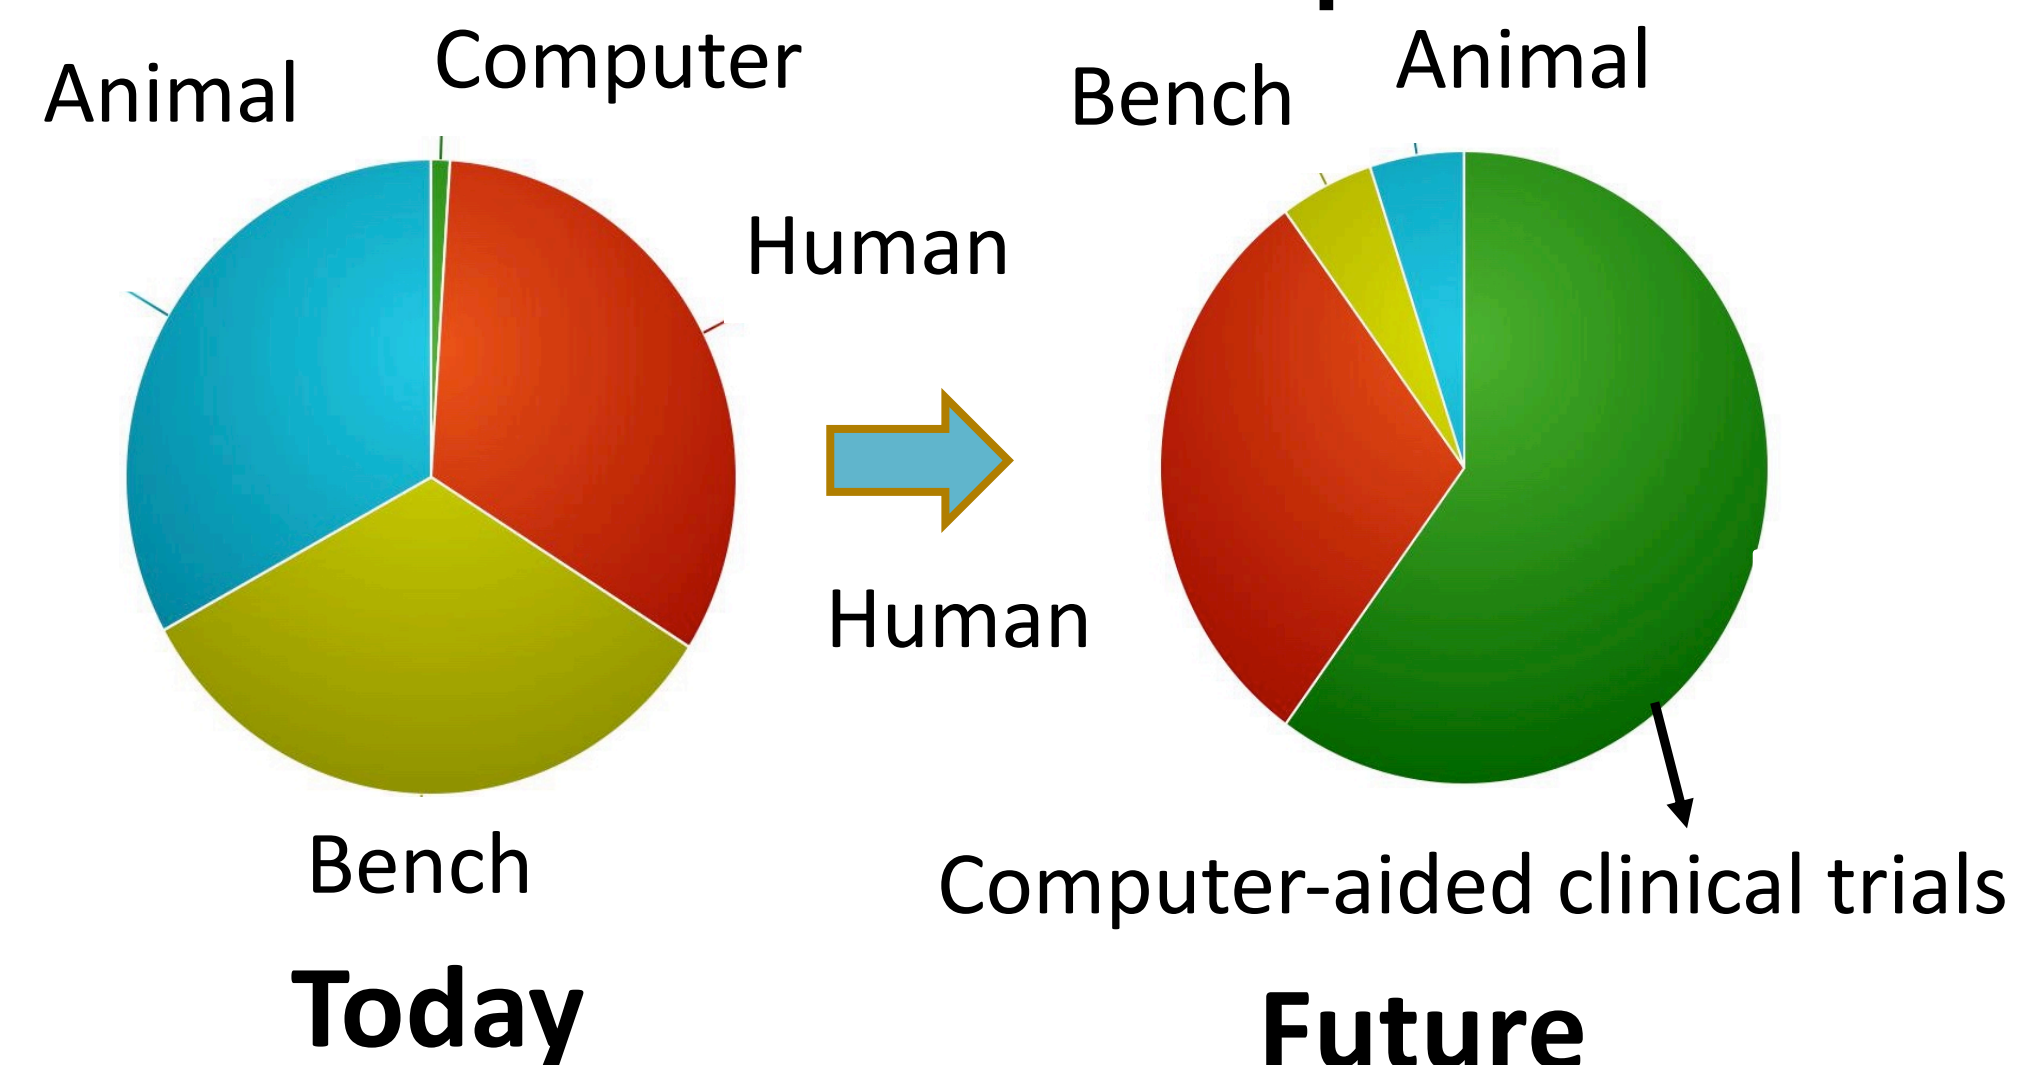 Animal
Computer
Human
Bench
Today
Bench
Animal
Human
Computer-aided clinical trials
Future